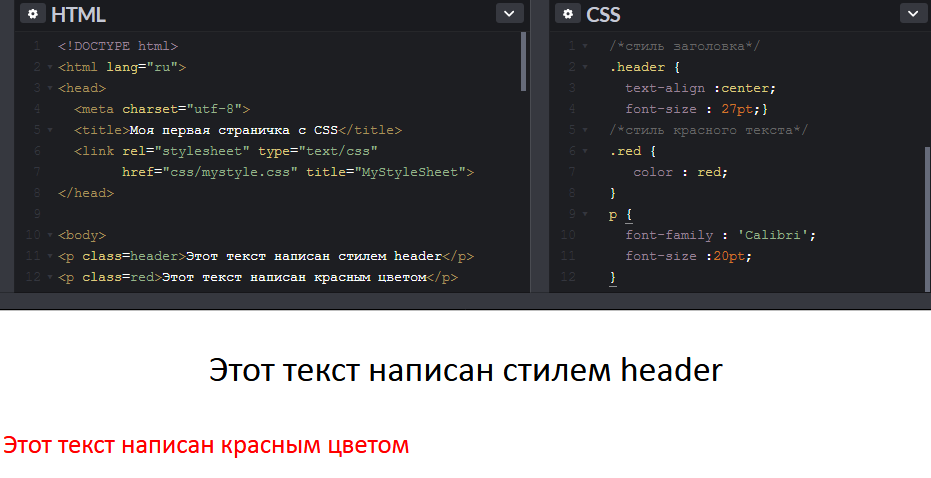 HTML
1 <!DOCTYPE html>
2 <html lang="ru">
3 <head>
4 <meta charset="utf-8">
5 <title>Моя первая страничка с CSS</title>
6 <link rel="stylesheet" type="text/css"
7 href="css/mystyle.css" title="MyStyleSheet">
8 </head>
9
10 <body>
11 <p class=header>Этот текст написан стилем header</p>
12 <p class=red>Этот текст написан красным цветом</p>
CSS
1 /*стиль заголовка*/
2 .header {
3 text-align :center;
4 font-size : 27pt;}
5 /*стиль красного текста*/
6 .red {
7 color : red;
8 }
9 p {
10 font-family : 'Calibri';
11 font-size :20pt;
12 }
Этот текст написан стилем header
Этот текст написан красным цветом